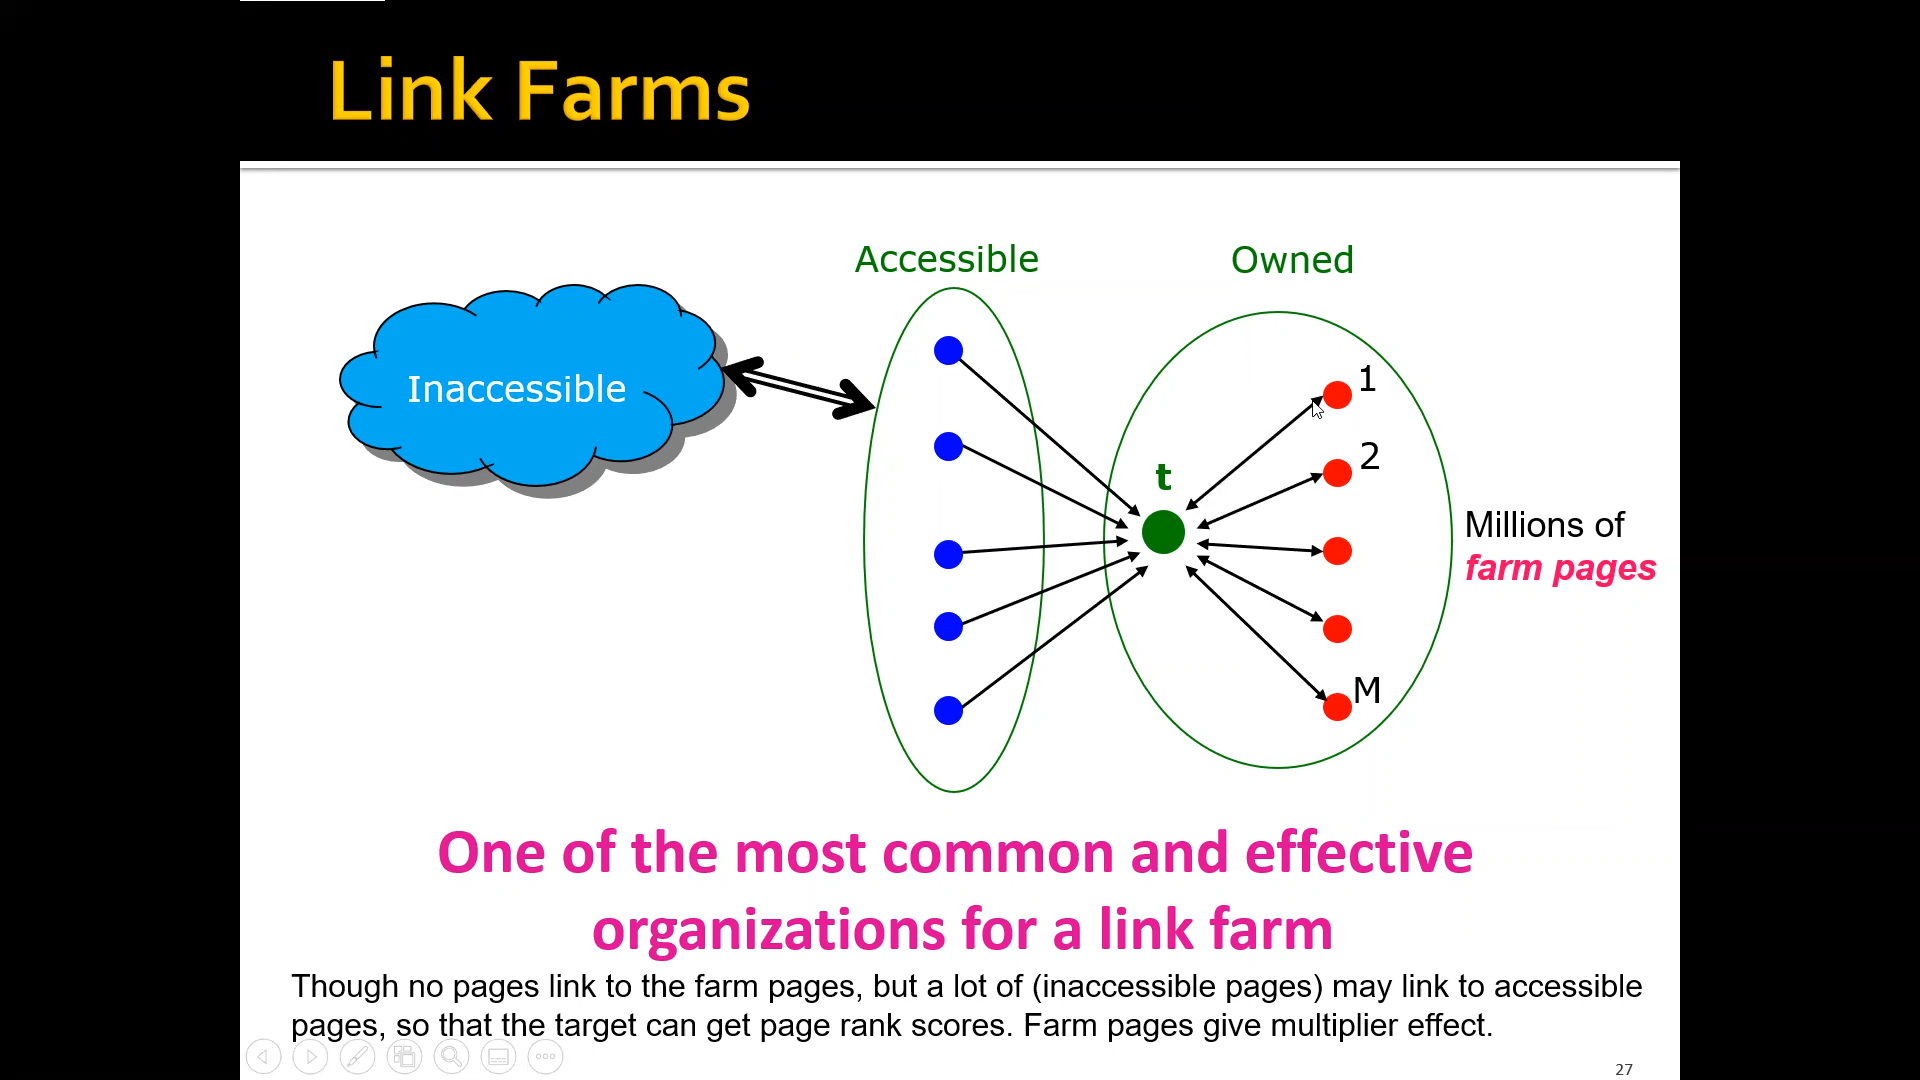 Link Farms
Accessible
Owned
Inaccessible
1
2
t
Millions of
farm pages
M
One of the most common and effective
organizations for a link farm
Though no pages link to the farm pages, but a lot of (inaccessible pages) may link to accessible
pages, so that the target can get page rank scores. Farm pages give multiplier effect.
27